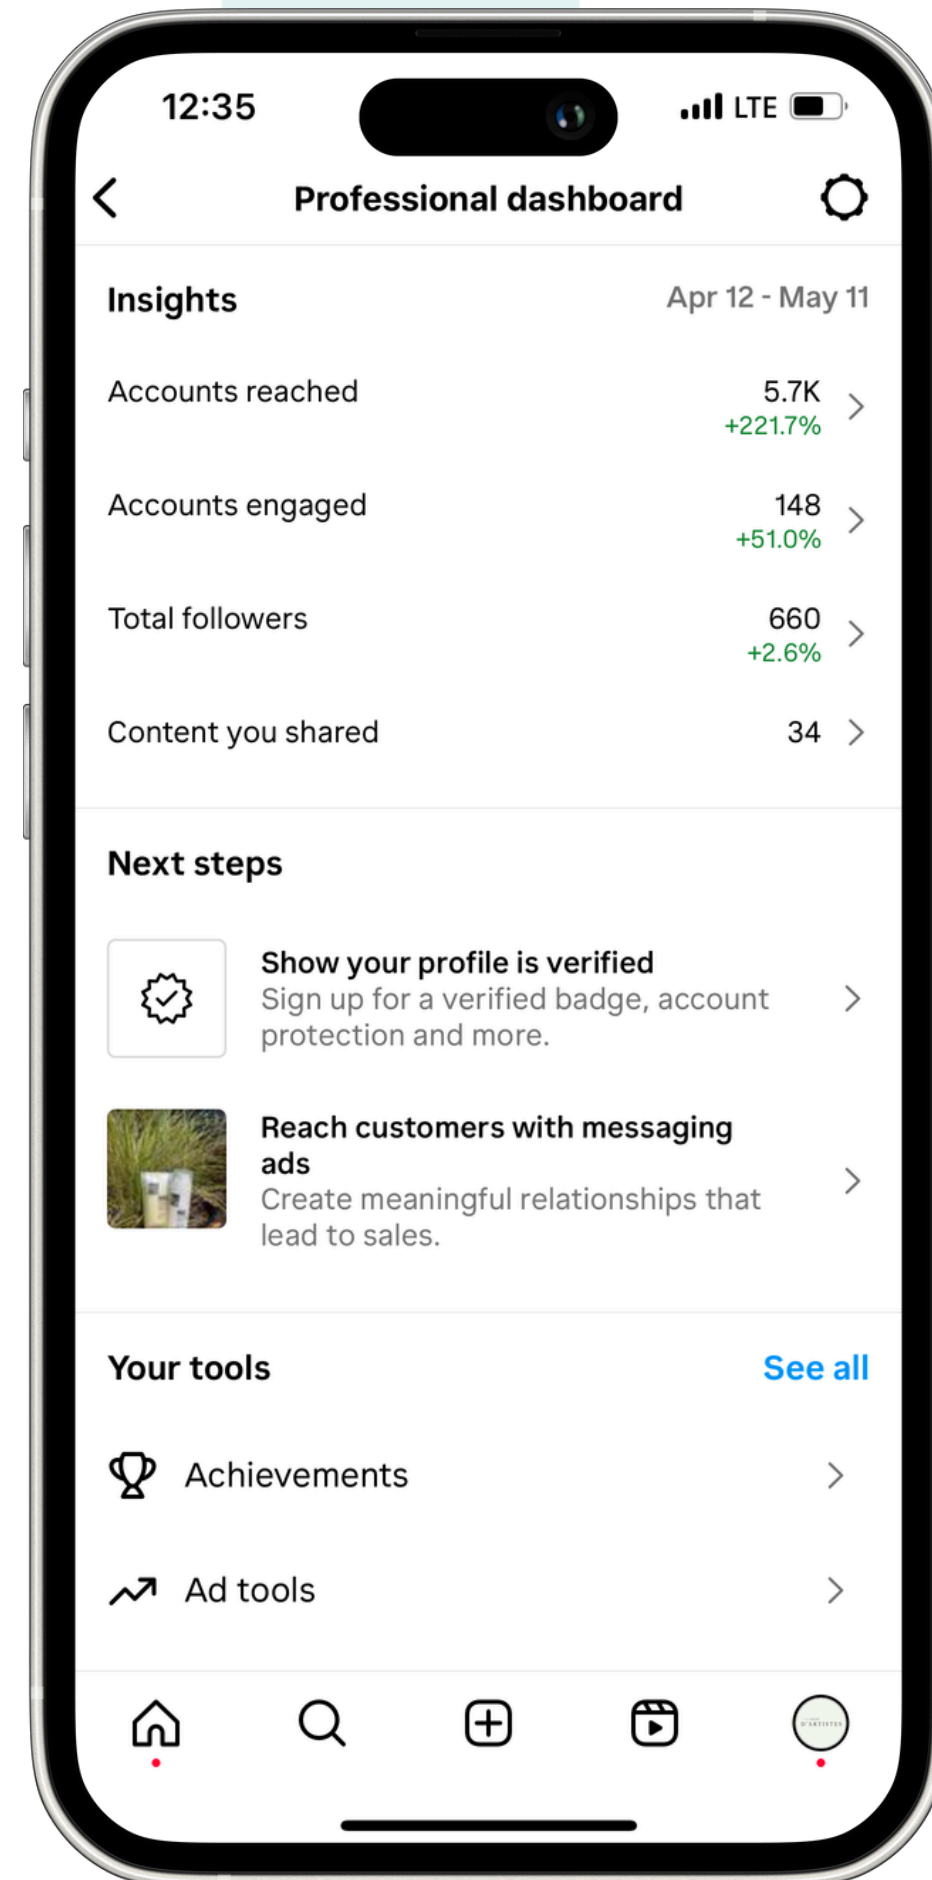 12:35
LTE
Professional dashboard
Insights
Apr 12 - May 11
Accounts reached
5.7K
+221.7%
Accounts engaged
148
+51.0%
Total followers
660
+2.6%
Content you shared
34
Next steps
Show your profile is verified
Sign up for a verified badge, account
protection and more.
Reach customers with messaging
ads
Create meaningful relationships that
lead to sales.
Your tools
See all
Achievements
Ad tools
D'ARTISTES